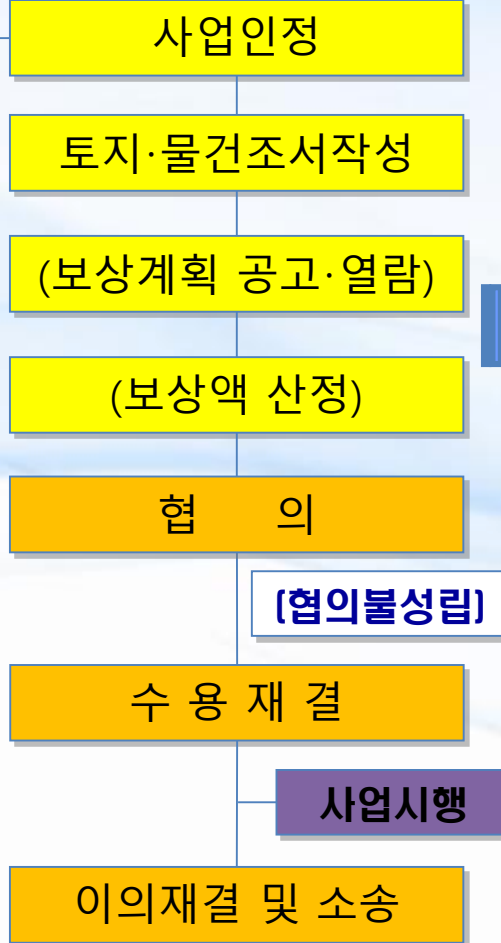 사업인정
토지·물건조서작성
(보상계획 공고·열람)
(보상액 산정)
협 의
(협의불성립)
수 용 재 결
사업시행
이의재결 및 소송